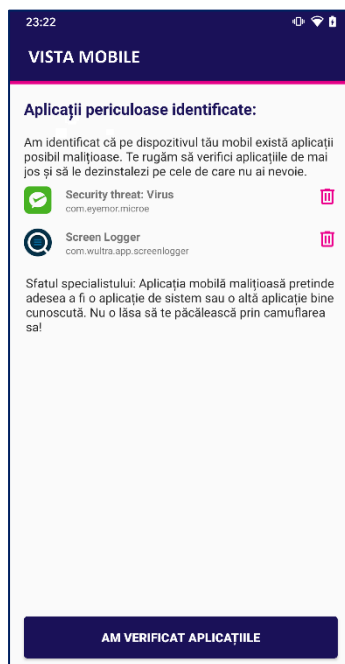 23:22
VISTA MOBILE
Aplicații periculoase identificate:
Am identificat că pe dispozitivul tău mobil există aplicații
posibil malițioase. Te rugăm să verifici aplicațiile de mai
jos și să le dezinstalezi pe cele de care nu ai nevoie.
Security threat: Virus
com.eyemor.microe
Screen Logger
com.wultra.app.screenlogger
Sfatul specialistului: Aplicația mobilă malițioasă pretinde
adesea a fi o aplicație de sistem sau o altă aplicație bine
cunoscută. Nu o lăsa să te păcălească prin camuflarea
sa!
AM VERIFICAT APLICAȚIILE